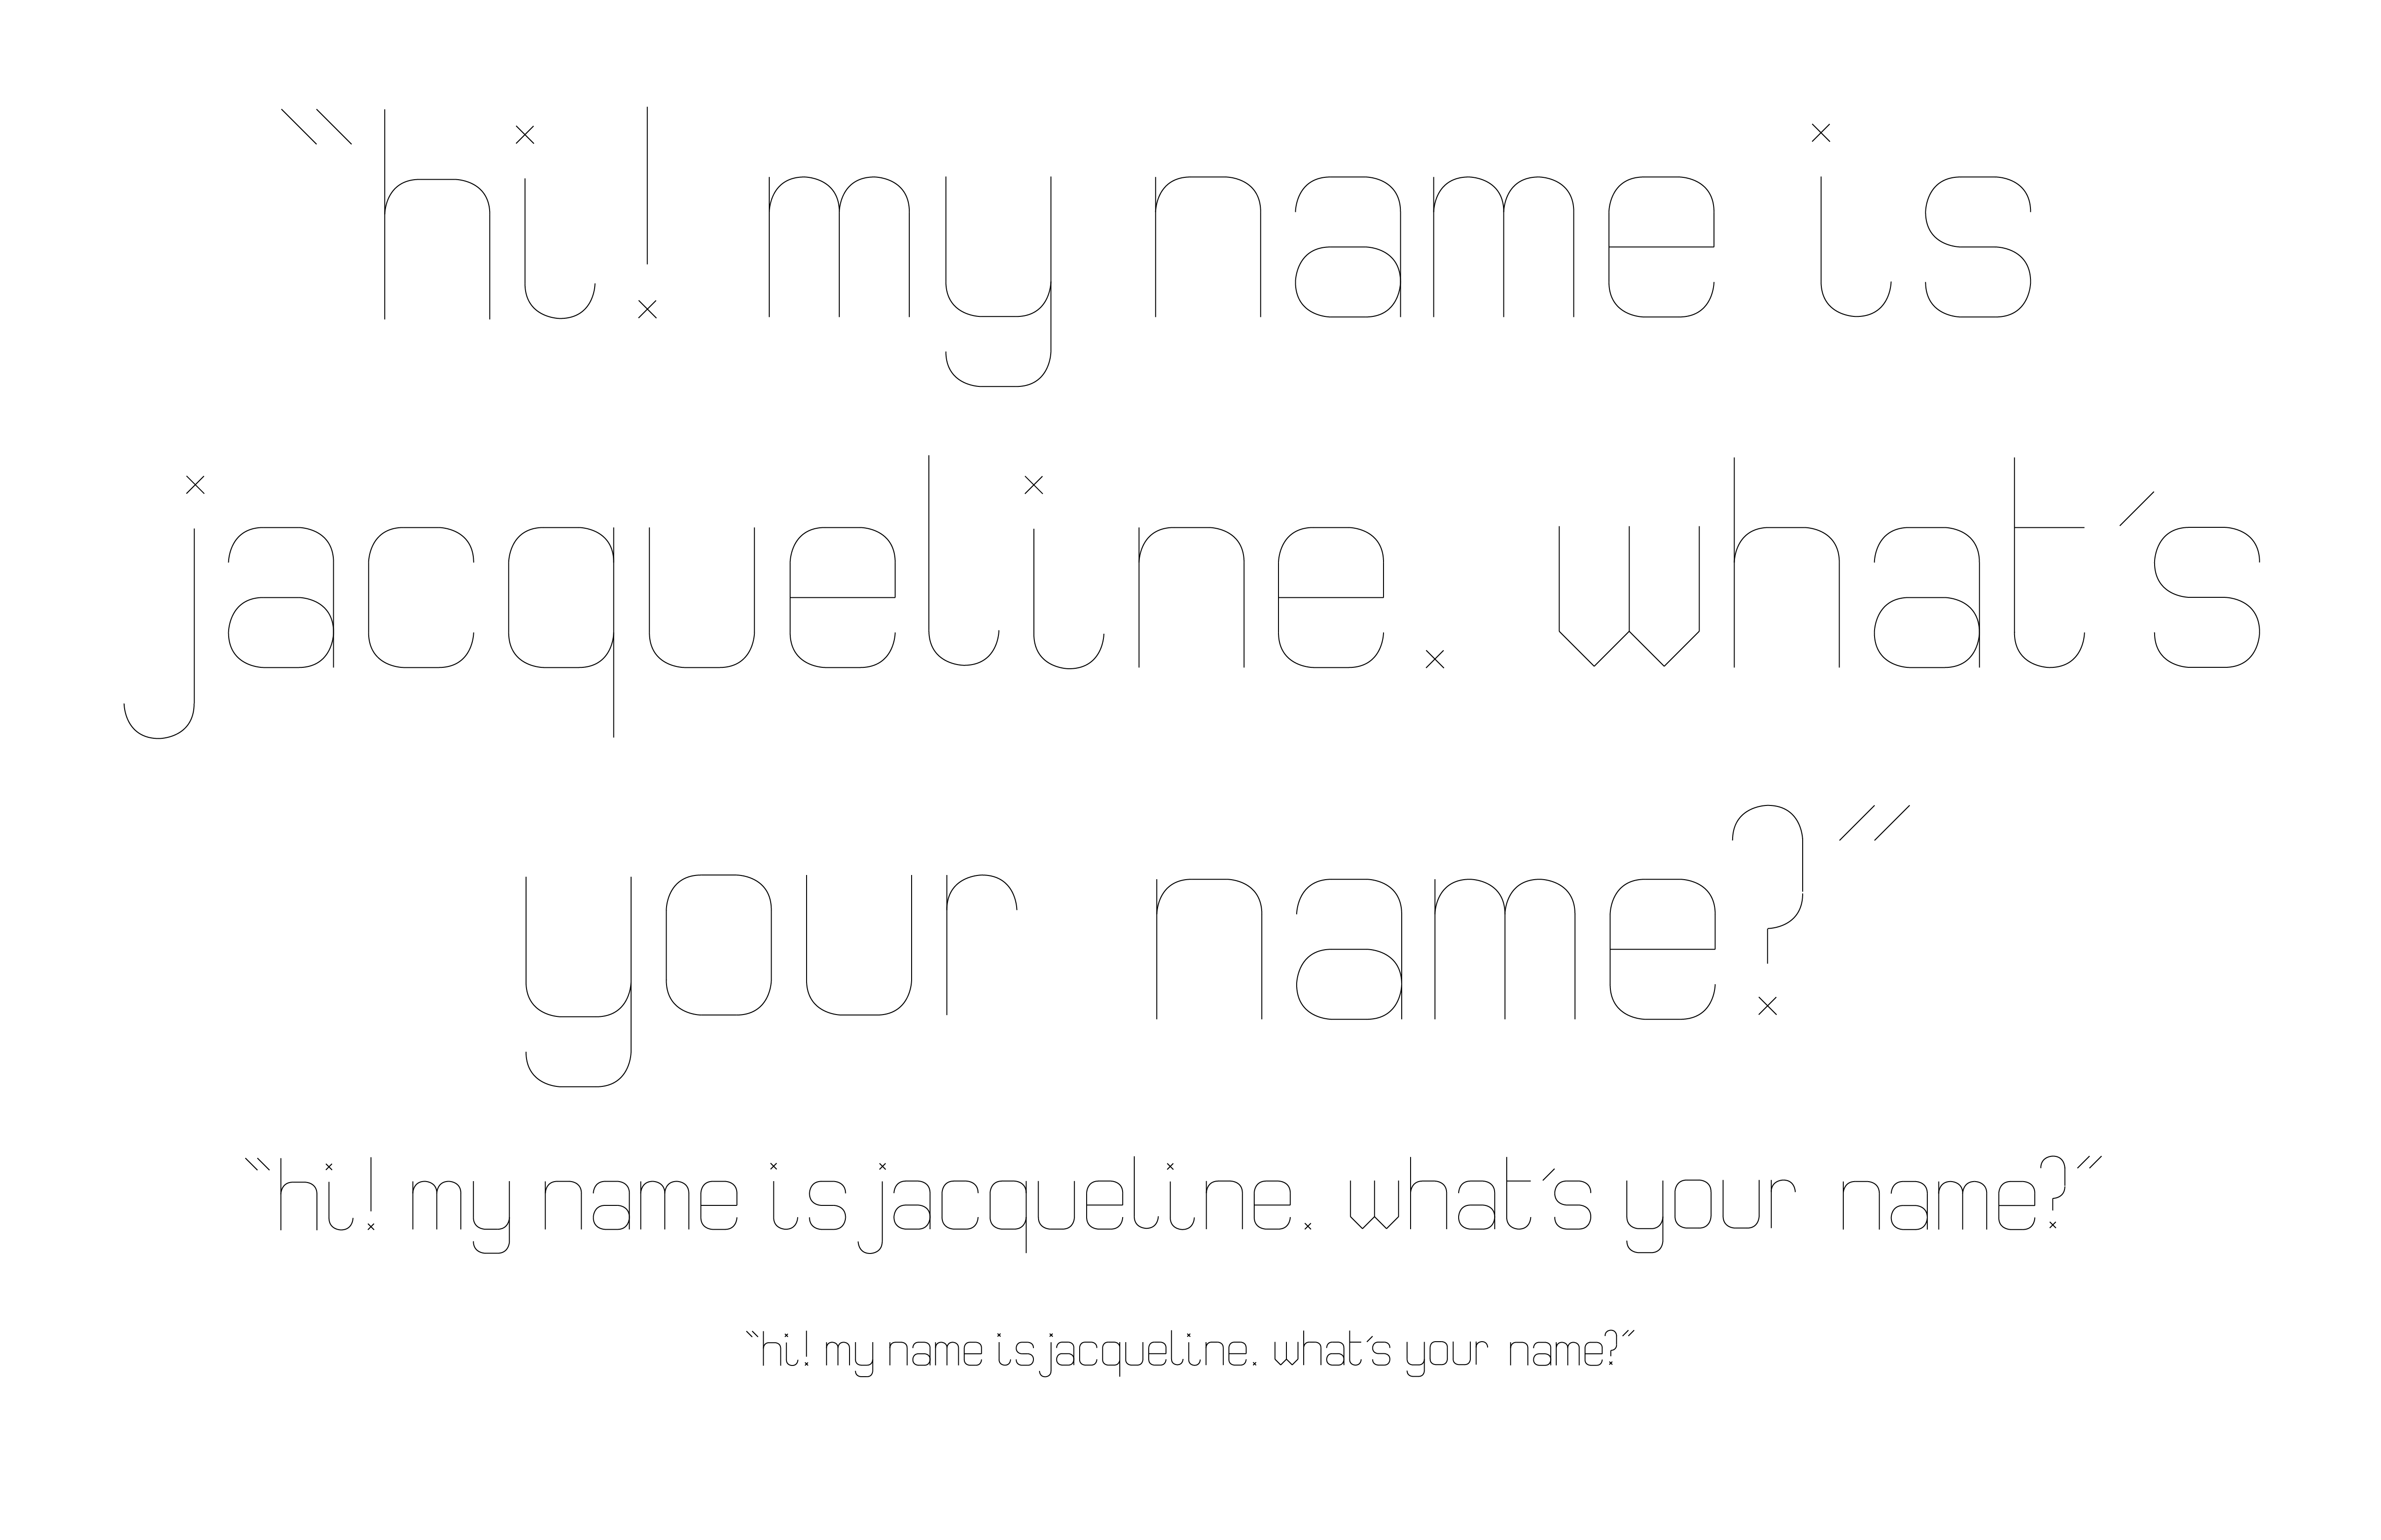 “hi! my name is
jacqueline. what's
your name?”
“hi! my name is jacqueline. what's your name?”
“hi! my name is jacqueline. what's your name?”